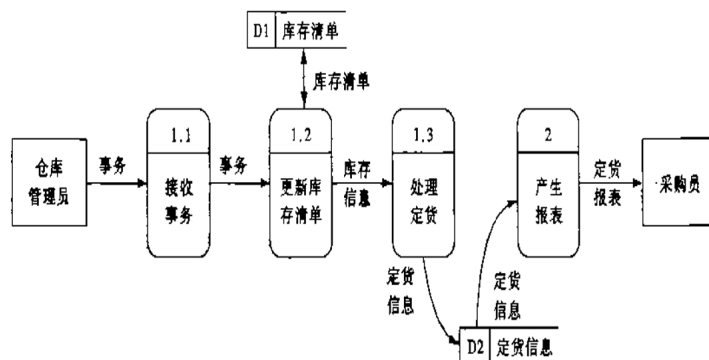 D1 库存清单
库存清单
仓库
管理员
事务
1.1
接收
事务
事务
1.2
更新库
存清单
库存
信息
1.3
处理
定货
2
产生
报表
定货
报表
采购员
定货
信息
定货
信息
D2 定货信息